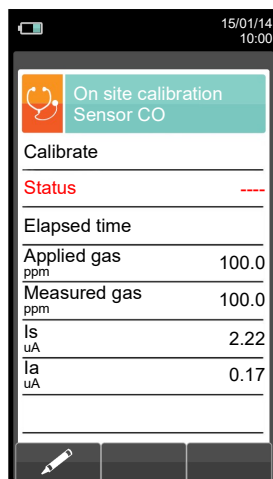 15/01/14
10:00
On site calibration
Sensor CO
Calibrate
Status ----
Elapsed time
Applied gas 100.0
ppm
Measured gas 100.0
ppm
Is 2.22
uA
Ia 0.17
uA